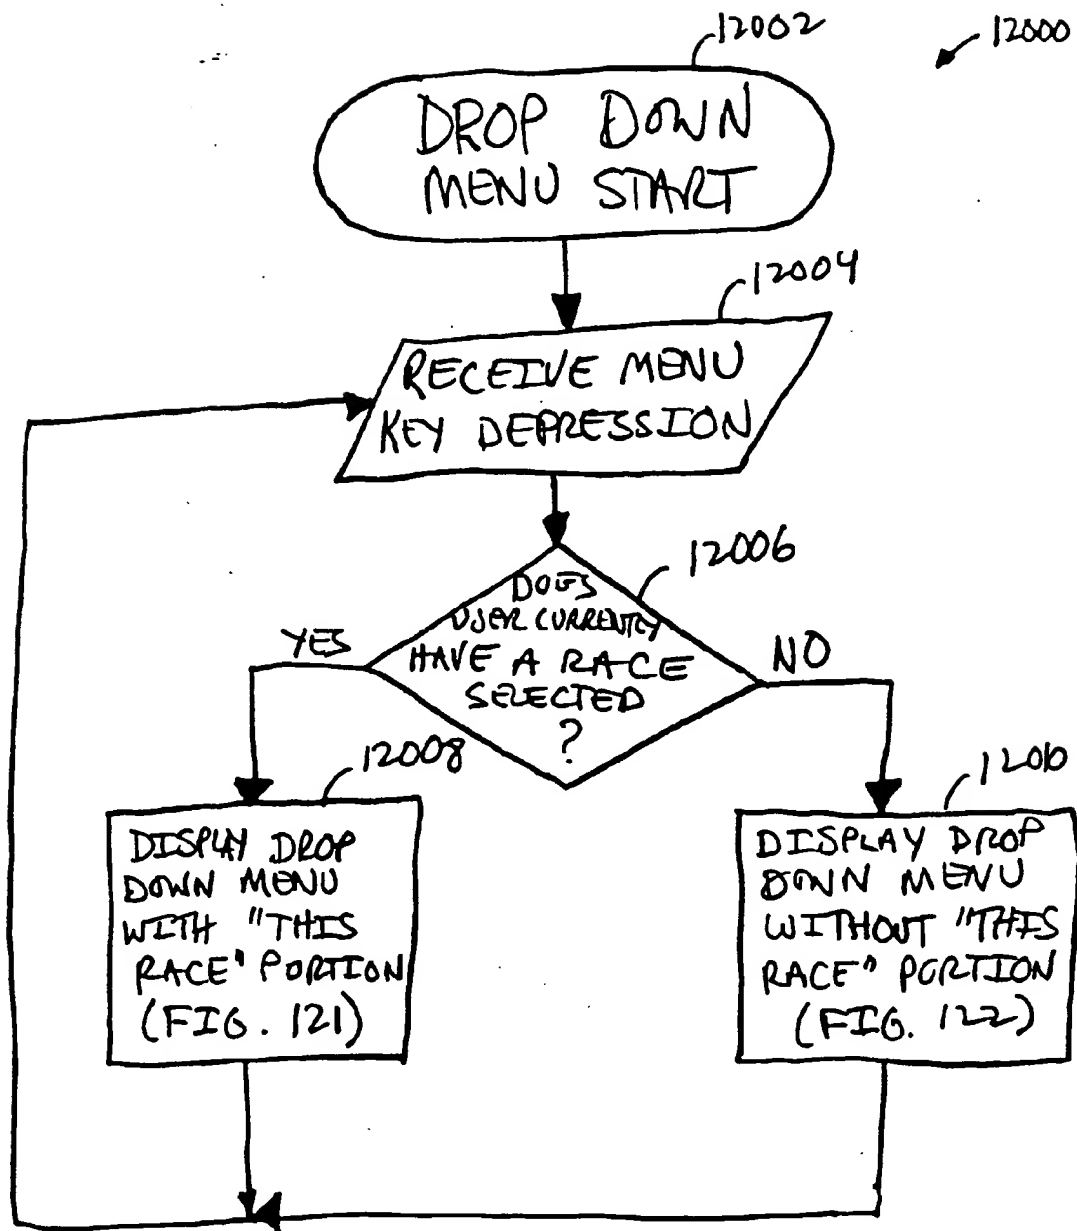 12002
12000
DROP DOWN
MENU START
12004
RECEIVE MENU
KEY DEPRESSION
12006
DOES
USER CURRENTLY
HAVE A RACE
SELECTED
?
YES
NO
12008
12010
DISPLAY DROP
DOWN MENU
WITH "THIS
RACE" PORTION
(FIG. 121)
DISPLAY DROP
DOWN MENU
WITHOUT "THIS
RACE" PORTION
(FIG. 122)